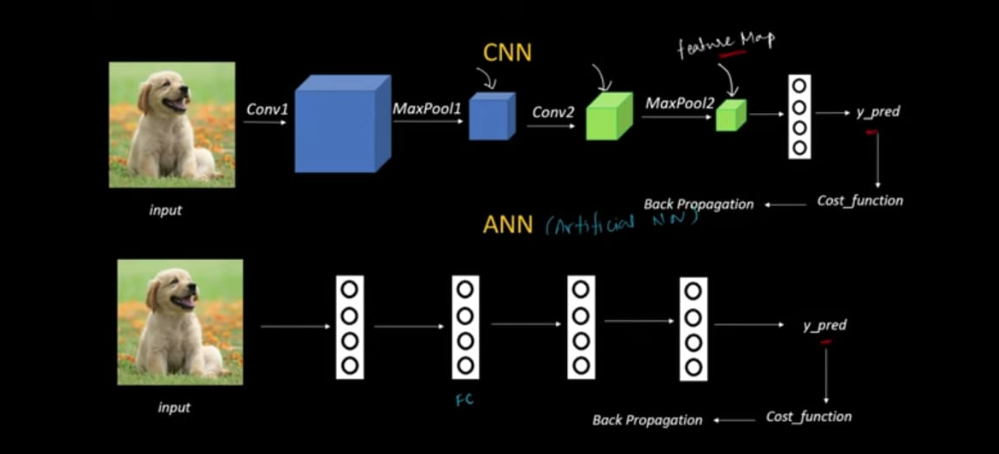 CNN
feature Map
Conv1
MaxPool1
Conv2
MaxPool2
y_pred
input
Back Propagation
Cost_function
ANN (Artificial NN)
input
FC
y_pred
Back Propagation
Cost_function